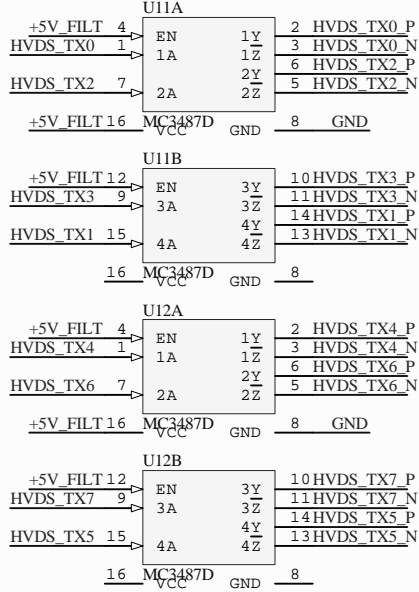 U11A
+5V_FILT 4 EN 1Y 2 HVDS_TX0_P
HVDS_TX0 1 1A 1Z 3 HVDS_TX0_N
2Y 6 HVDS_TX2_P
HVDS_TX2 7 2A 2Z 5 HVDS_TX2_N
MC3487D
+5V_FILT 16 VCC GND 8 GND
U11B
+5V_FILT 12 EN 3Y 10 HVDS_TX3_P
HVDS_TX3 9 3A 3Z 11 HVDS_TX3_N
4Y 14 HVDS_TX1_P
HVDS_TX1 15 4A 4Z 13 HVDS_TX1_N
MC3487D
16 VCC GND 8
U12A
+5V_FILT 4 EN 1Y 2 HVDS_TX4_P
HVDS_TX4 1 1A 1Z 3 HVDS_TX4_N
2Y 6 HVDS_TX6_P
HVDS_TX6 7 2A 2Z 5 HVDS_TX6_N
MC3487D
+5V_FILT 16 VCC GND 8 GND
U12B
+5V_FILT 12 EN 3Y 10 HVDS_TX7_P
HVDS_TX7 9 3A 3Z 11 HVDS_TX7_N
4Y 14 HVDS_TX5_P
HVDS_TX5 15 4A 4Z 13 HVDS_TX5_N
MC3487D
16 VCC GND 8